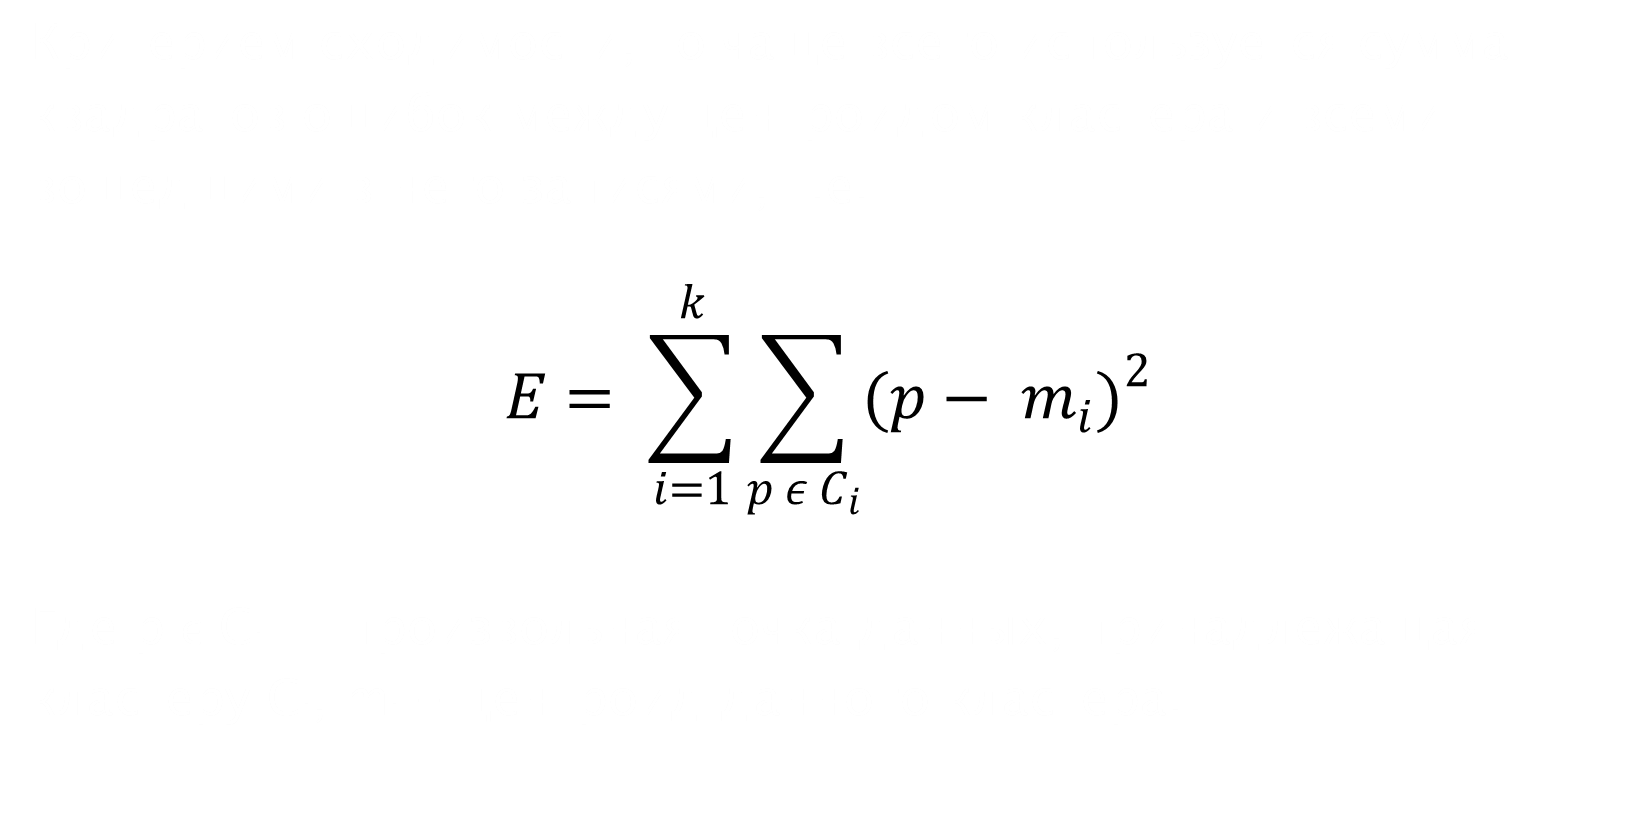 E = ∑_{i=1}^{k} ∑_{p ϵ C_i} (p − m_i)^2